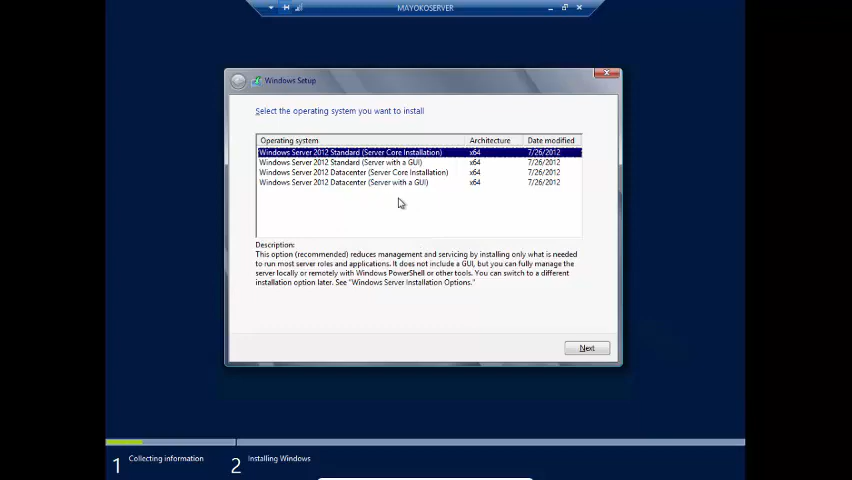 MAYOKOSERVER
Windows Setup
Select the operating system you want to install
Operating system Architecture Date modified
Windows Server 2012 Standard (Server Core Installation) x64 7/26/2012
Windows Server 2012 Standard (Server with a GUI) x64 7/26/2012
Windows Server 2012 Datacenter (Server Core Installation) x64 7/26/2012
Windows Server 2012 Datacenter (Server with a GUI) x64 7/26/2012
Description:
This option (recommended) reduces management and servicing by installing only what is needed
to run most server roles and applications. It does not include a GUI, but you can fully manage the
server locally or remotely with Windows PowerShell or other tools. You can switch to a different
installation option later. See "Windows Server Installation Options."
Next
1 Collecting information 2 Installing Windows